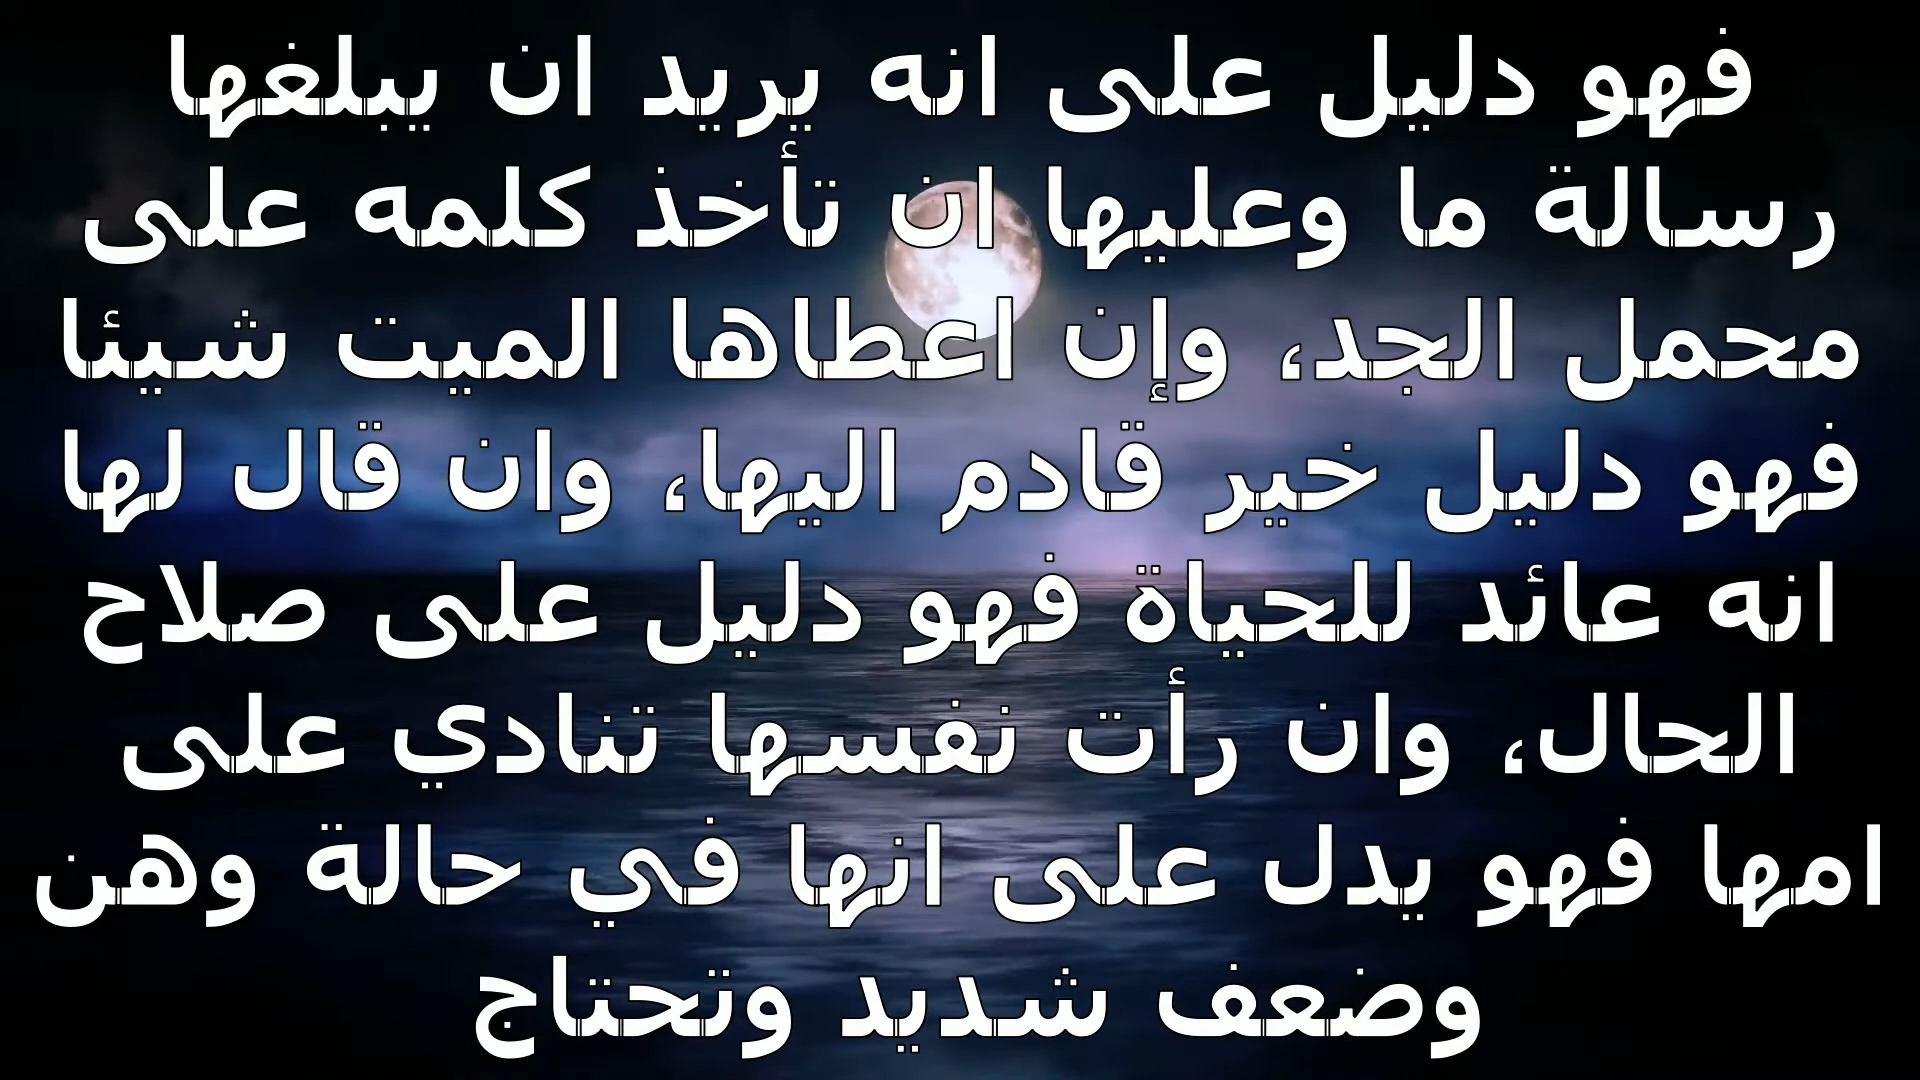 فهو دليل على انه يريد ان يبلغها
رسالة ما وعليها ان تأخذ كلمه على
محمل الجد، وإن اعطاها الميت شيئا
فهو دليل خير قادم اليها، وان قال لها
انه عائد للحياة فهو دليل على صلاح
الحال، وان رأت نفسها تنادي على
امها فهو يدل على انها في حالة وهن
وضعف شديد وتحتاج